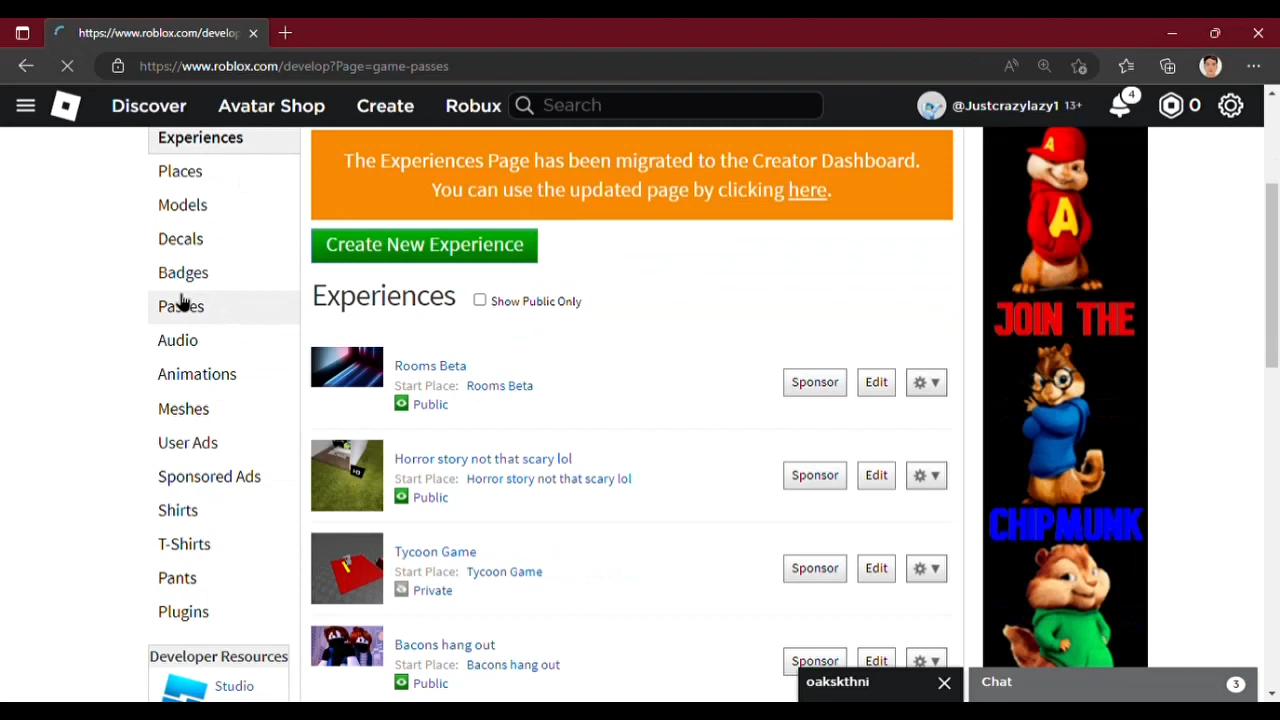 https://www.roblox.com/develop
https://www.roblox.com/develop?Page=game-passes
Discover Avatar Shop Create Robux Search @Justcrazylazy1 13+ 4 0
Experiences
Places
Models
Decals
Badges
Passes
Audio
Animations
Meshes
User Ads
Sponsored Ads
Shirts
T-Shirts
Pants
Plugins
Developer Resources
Studio
The Experiences Page has been migrated to the Creator Dashboard.
You can use the updated page by clicking here.
Create New Experience
Experiences Show Public Only
Rooms Beta
Start Place: Rooms Beta
Public
Sponsor Edit
Horror story not that scary lol
Start Place: Horror story not that scary lol
Public
Sponsor Edit
Tycoon Game
Start Place: Tycoon Game
Private
Sponsor Edit
Bacons hang out
Start Place: Bacons hang out
Public
Sponsor Edit
A
A
JOIN THE
CHIPMUNK
oakskthni
Chat 3